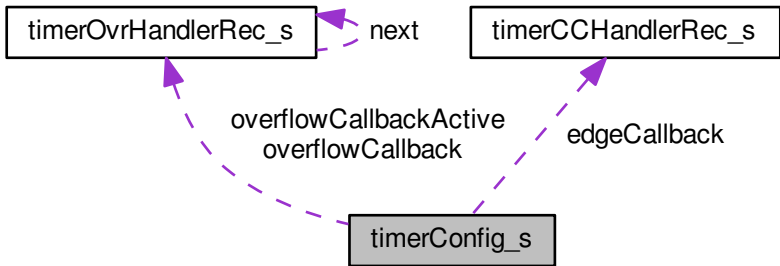 timerOvrHandlerRec_s
next
timerCCHandlerRec_s
overflowCallbackActive
overflowCallback
edgeCallback
timerConfig_s